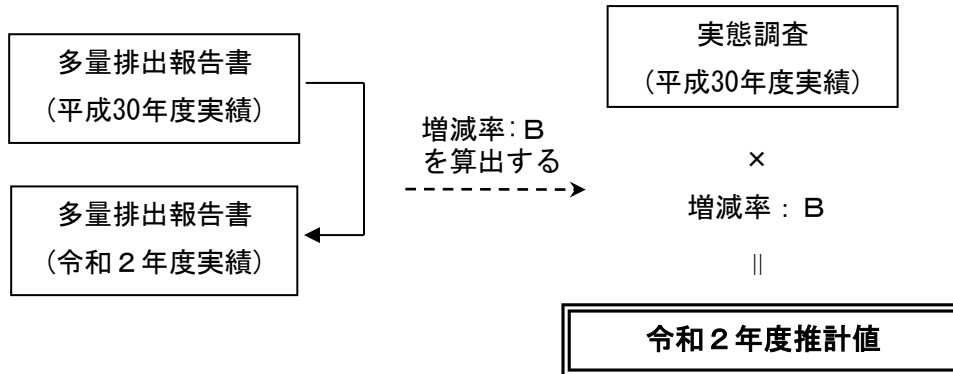 多量排出報告書
(平成30年度実績)
多量排出報告書
(令和２年度実績)
増減率：Ｂ
を算出する
実態調査
(平成30年度実績)
×
増減率：Ｂ
＝
令和２年度推計値